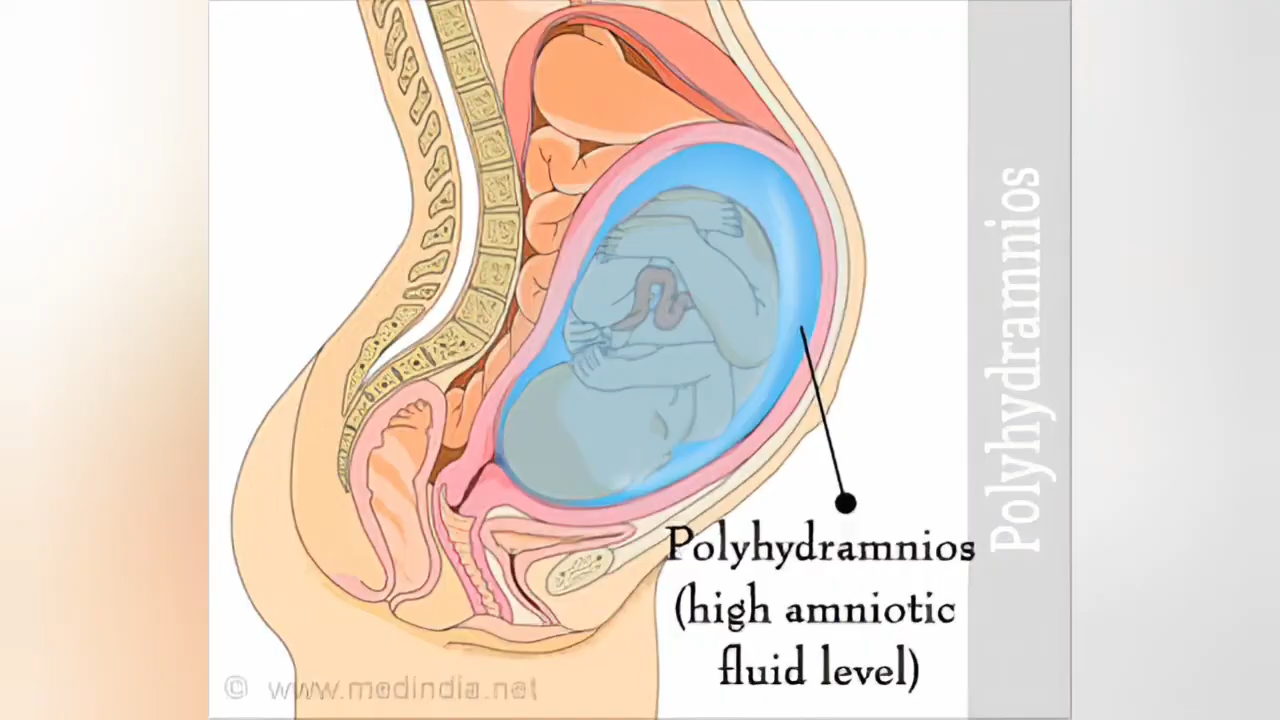 Polyhydramnios
(high amniotic
fluid level)
Polyhydramnios
© www.medindia.net